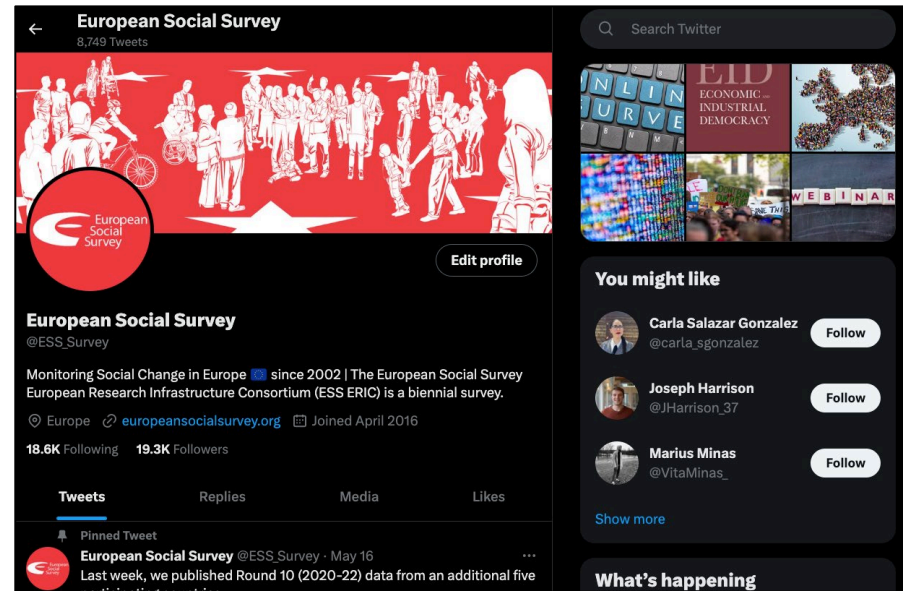 European Social Survey
8,749 Tweets
European
Social
Survey
Edit profile
European Social Survey
@ESS_Survey
Monitoring Social Change in Europe 🇪🇺 since 2002 | The European Social Survey
European Research Infrastructure Consortium (ESS ERIC) is a biennial survey.
Europe europeansocialsurvey.org Joined April 2016
18.6K Following 19.3K Followers
Tweets Replies Media Likes
Pinned Tweet
European Social Survey @ESS_Survey · May 16 ...
Last week, we published Round 10 (2020-22) data from an additional five
Search Twitter
NLIN
URVE
B N M
EID
ECONOMIC AND
INDUSTRIAL
DEMOCRACY
WEBINAR
You might like
Carla Salazar Gonzalez
@carla_sgonzalez
Follow
Joseph Harrison
@JHarrison_37
Follow
Marius Minas
@VitaMinas_
Follow
Show more
What's happening